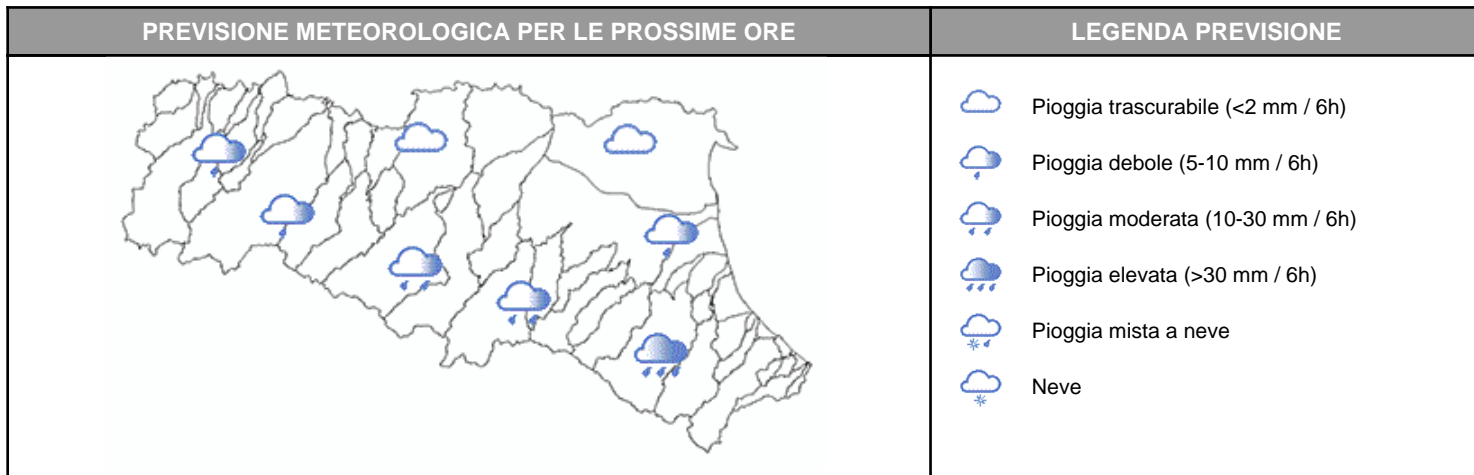 PREVISIONE METEOROLOGICA PER LE PROSSIME ORE
LEGENDA PREVISIONE
Pioggia trascurabile (<2 mm / 6h)
Pioggia debole (5-10 mm / 6h)
Pioggia moderata (10-30 mm / 6h)
Pioggia elevata (>30 mm / 6h)
Pioggia mista a neve
Neve